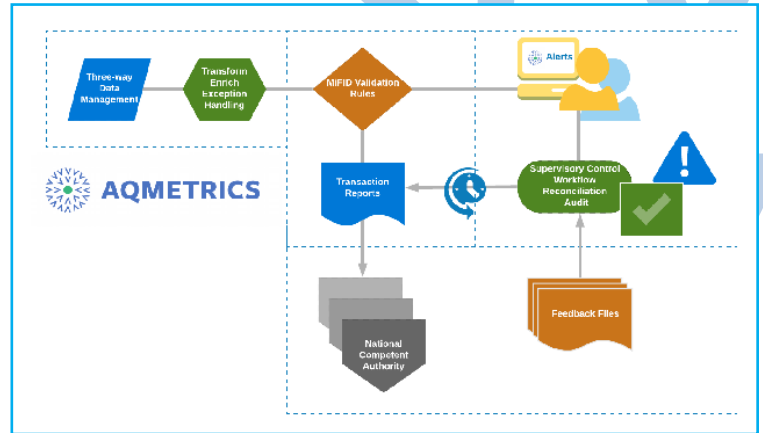 Three-way
Data
Management
Transform
Enrich
Exception
Handling
MIFID Validation
Rules
Alerts
AQMETRICS
Transaction
Reports
Supervisory Control
Workflow
Reconciliation
Audit
National
Competent
Authority
Feedback Files